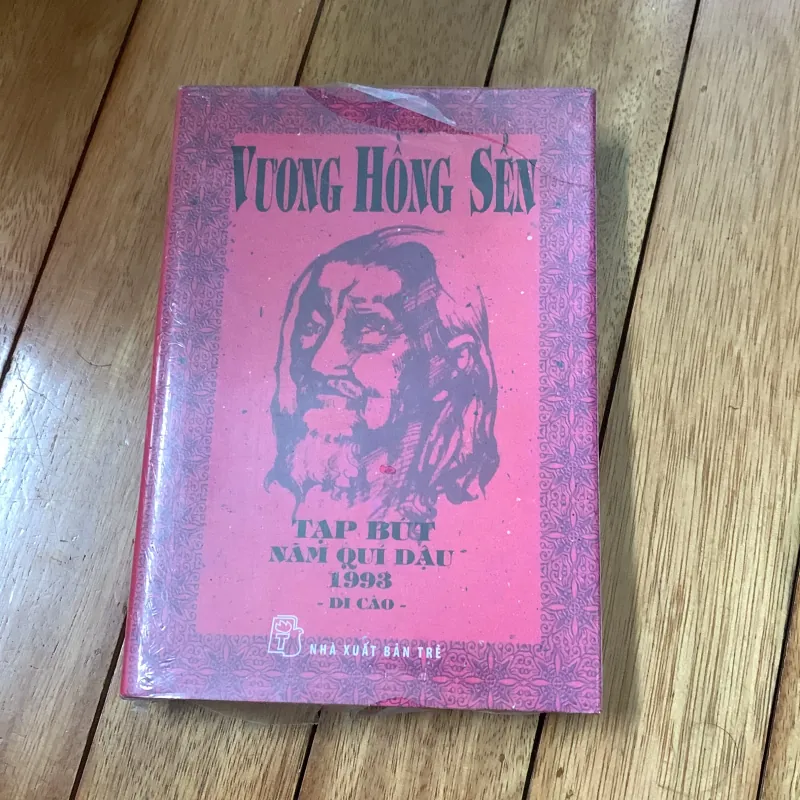 VƯƠNG HỒNG SỂN
TẠP BÚT
NĂM QUÍ DẬU
1993
- DI CẢO -
T
NHÀ XUẤT BẢN TRẺ